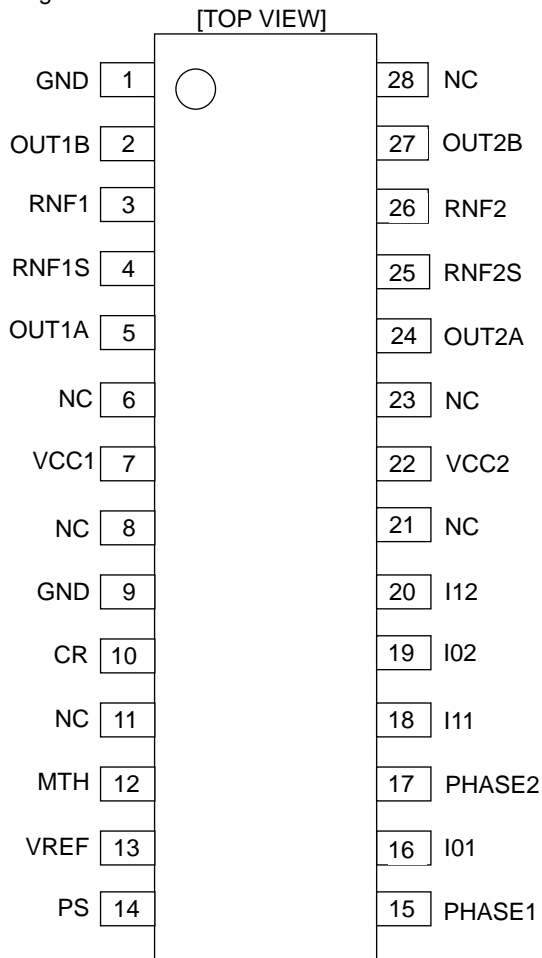 [TOP VIEW]
GND 1 28 NC
OUT1B 2 27 OUT2B
RNF1 3 26 RNF2
RNF1S 4 25 RNF2S
OUT1A 5 24 OUT2A
NC 6 23 NC
VCC1 7 22 VCC2
NC 8 21 NC
GND 9 20 I12
CR 10 19 I02
NC 11 18 I11
MTH 12 17 PHASE2
VREF 13 16 I01
PS 14 15 PHASE1